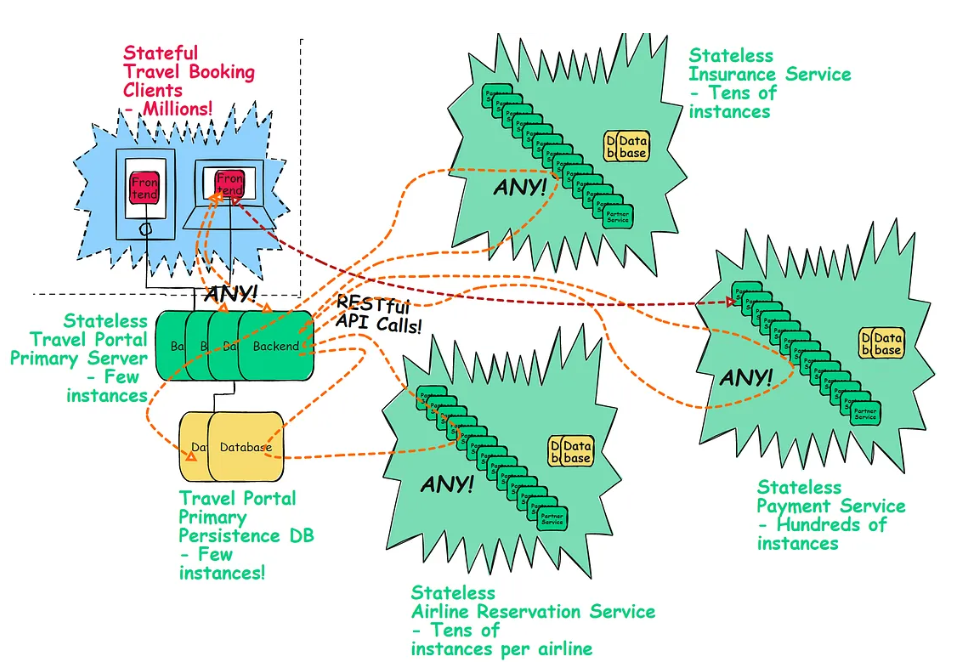 Stateful
Travel Booking
Clients
- Millions!
Fron
tend
Fron
tend
ANY!
Stateless
Travel Portal
Primary Server
- Few
instances
Ba
B
Ba
Backend
RESTful
API Calls!
Da
Database
Travel Portal
Primary
Persistence DB
- Few
instances!
Stateless
Insurance Service
- Tens of
instances
D
b
Data
base
ANY!
Partner
Service
Stateless
Payment Service
- Hundreds of
instances
D
b
Data
base
ANY!
Partner
Service
Stateless
Airline Reservation Service
- Tens of
instances per airline
D
b
Data
base
ANY!
Partner
Service